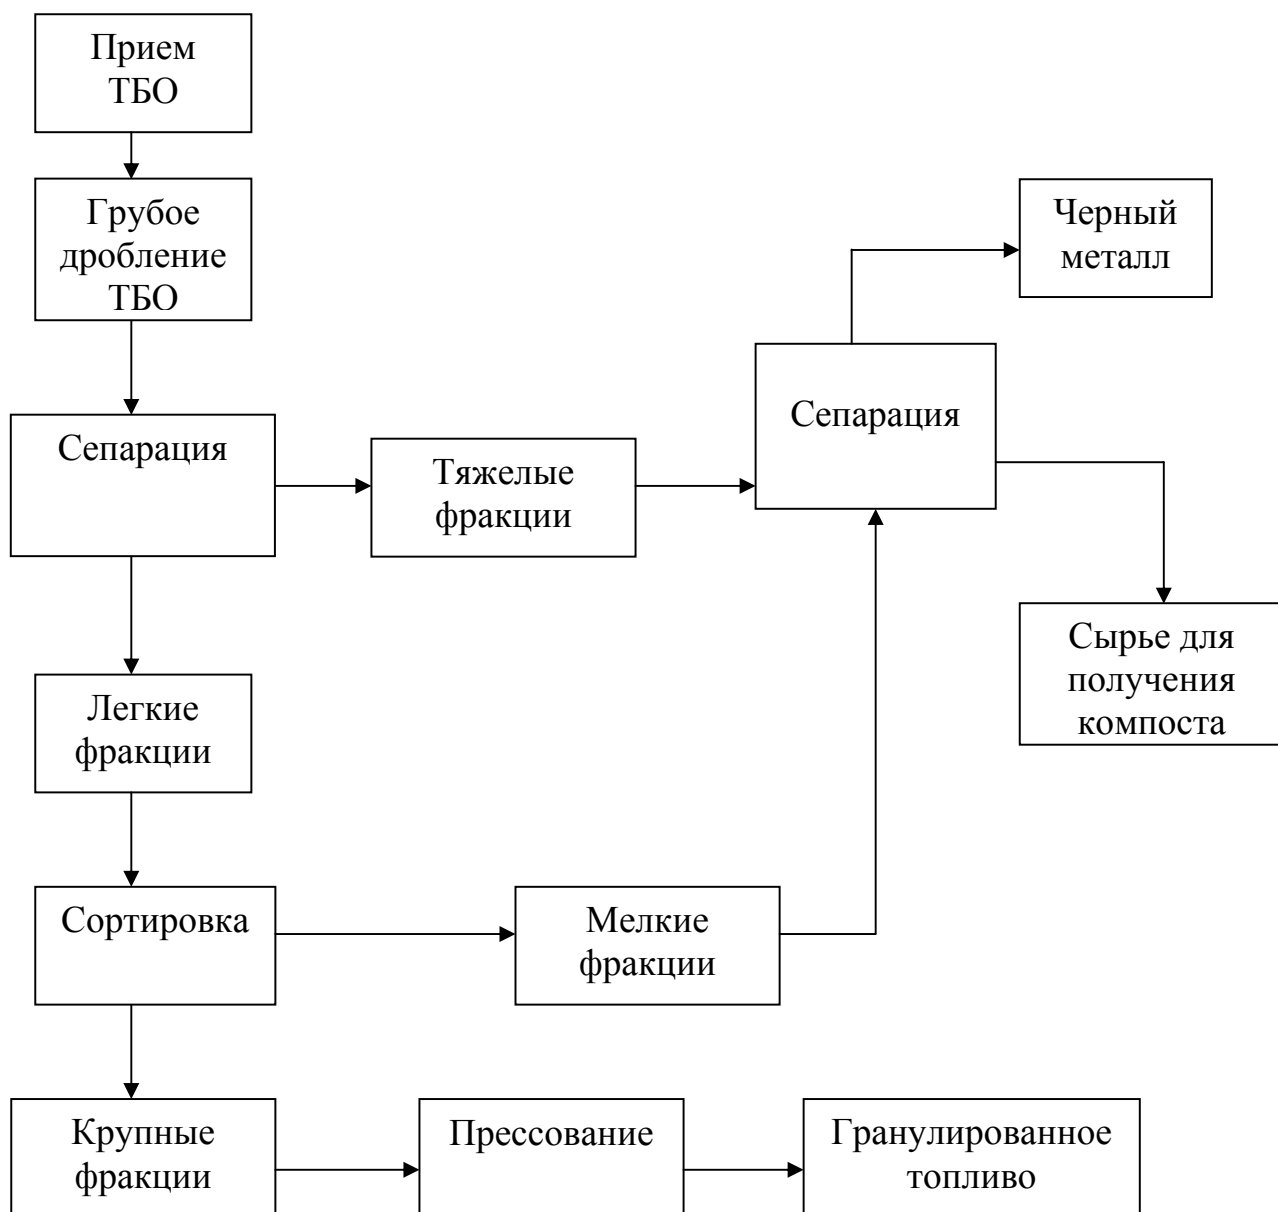 Прием
ТБО
Грубое
дробление
ТБО
Черный
металл
Сепарация
Сепарация
Тяжелые
фракции
Сырье для
получения
компоста
Легкие
фракции
Сортировка
Мелкие
фракции
Крупные
фракции
Прессование
Гранулированное
топливо